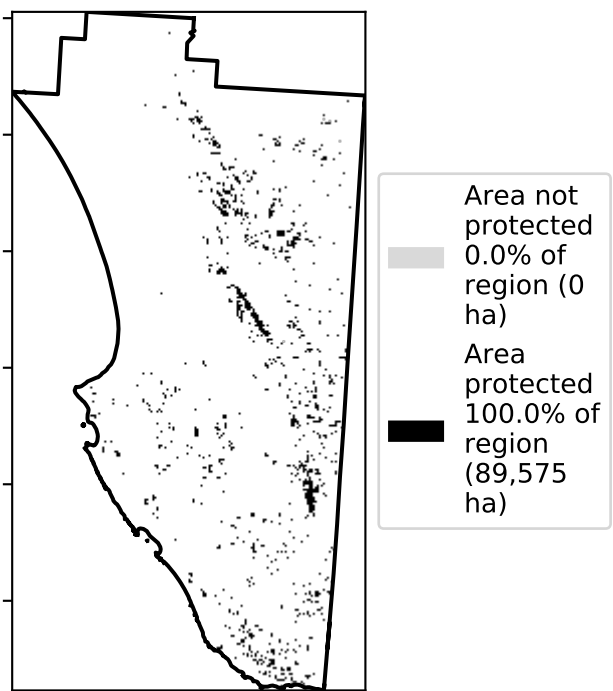 Area not
protected
0.0% of
region (0
ha)
Area
protected
100.0% of
region
(89,575
ha)